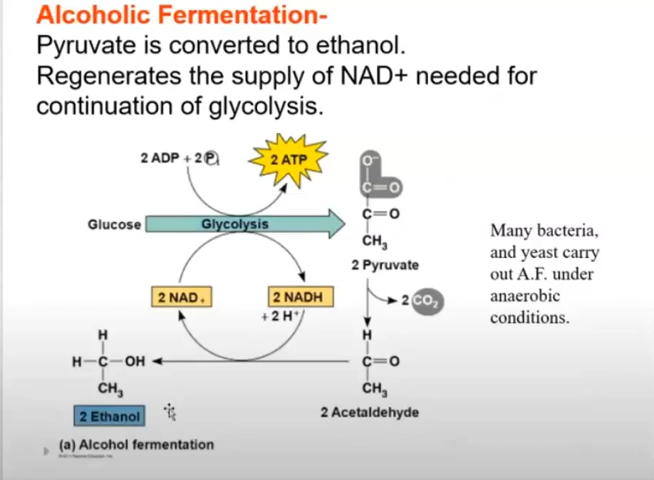 Alcoholic Fermentation-
Pyruvate is converted to ethanol.
Regenerates the supply of NAD+ needed for
continuation of glycolysis.
2 ADP + 2 P
2 ATP
O⁻
C=O
C=O
CH₃
Glucose
Glycolysis
2 Pyruvate
Many bacteria,
and yeast carry
out A.F. under
anaerobic
conditions.
2 NAD+
2 NADH
+ 2 H⁺
2 CO₂
H
H—C—OH
CH₃
H
C=O
CH₃
2 Ethanol
2 Acetaldehyde
(a) Alcohol fermentation